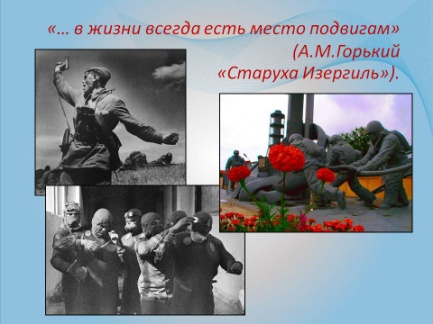 «... в жизни всегда есть место подвигам»
(А.М.Горький
«Старуха Изергиль»).